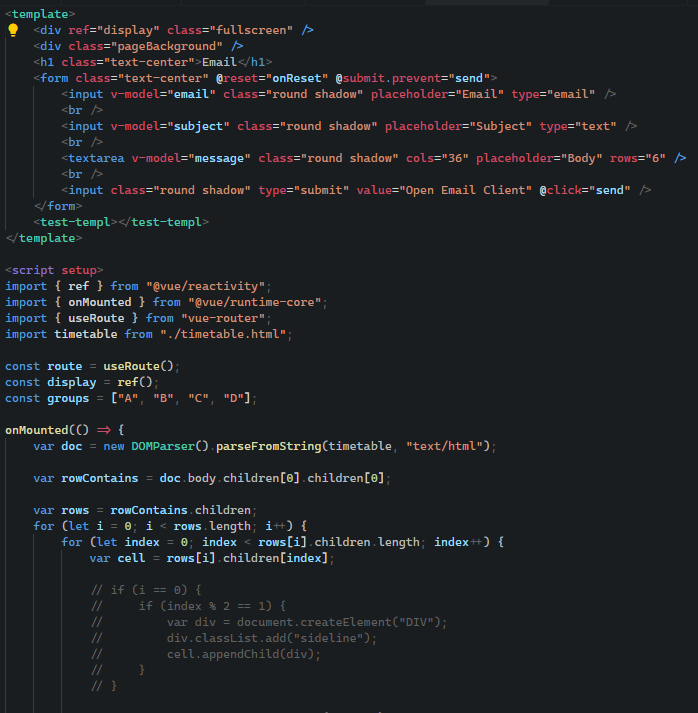 <template>
<div ref="display" class="fullscreen" />
<div class="pageBackground" />
<h1 class="text-center">Email</h1>
<form class="text-center" @reset="onReset" @submit.prevent="send">
<input v-model="email" class="round shadow" placeholder="Email" type="email" />
<br />
<input v-model="subject" class="round shadow" placeholder="Subject" type="text" />
<br />
<textarea v-model="message" class="round shadow" cols="36" placeholder="Body" rows="6" />
<br />
<input class="round shadow" type="submit" value="Open Email Client" @click="send" />
</form>
<test-templ></test-templ>
</template>
<script setup>
import { ref } from "@vue/reactivity";
import { onMounted } from "@vue/runtime-core";
import { useRoute } from "vue-router";
import timetable from "./timetable.html";
const route = useRoute();
const display = ref();
const groups = ["A", "B", "C", "D"];
onMounted(() => {
var doc = new DOMParser().parseFromString(timetable, "text/html");
var rowContains = doc.body.children[0].children[0];
var rows = rowContains.children;
for (let i = 0; i < rows.length; i++) {
for (let index = 0; index < rows[i].children.length; index++) {
var cell = rows[i].children[index];
// if (i == 0) {
//     if (index % 2 == 1) {
//         var div = document.createElement("DIV");
//         div.classList.add("sideline");
//         cell.appendChild(div);
//     }
// }